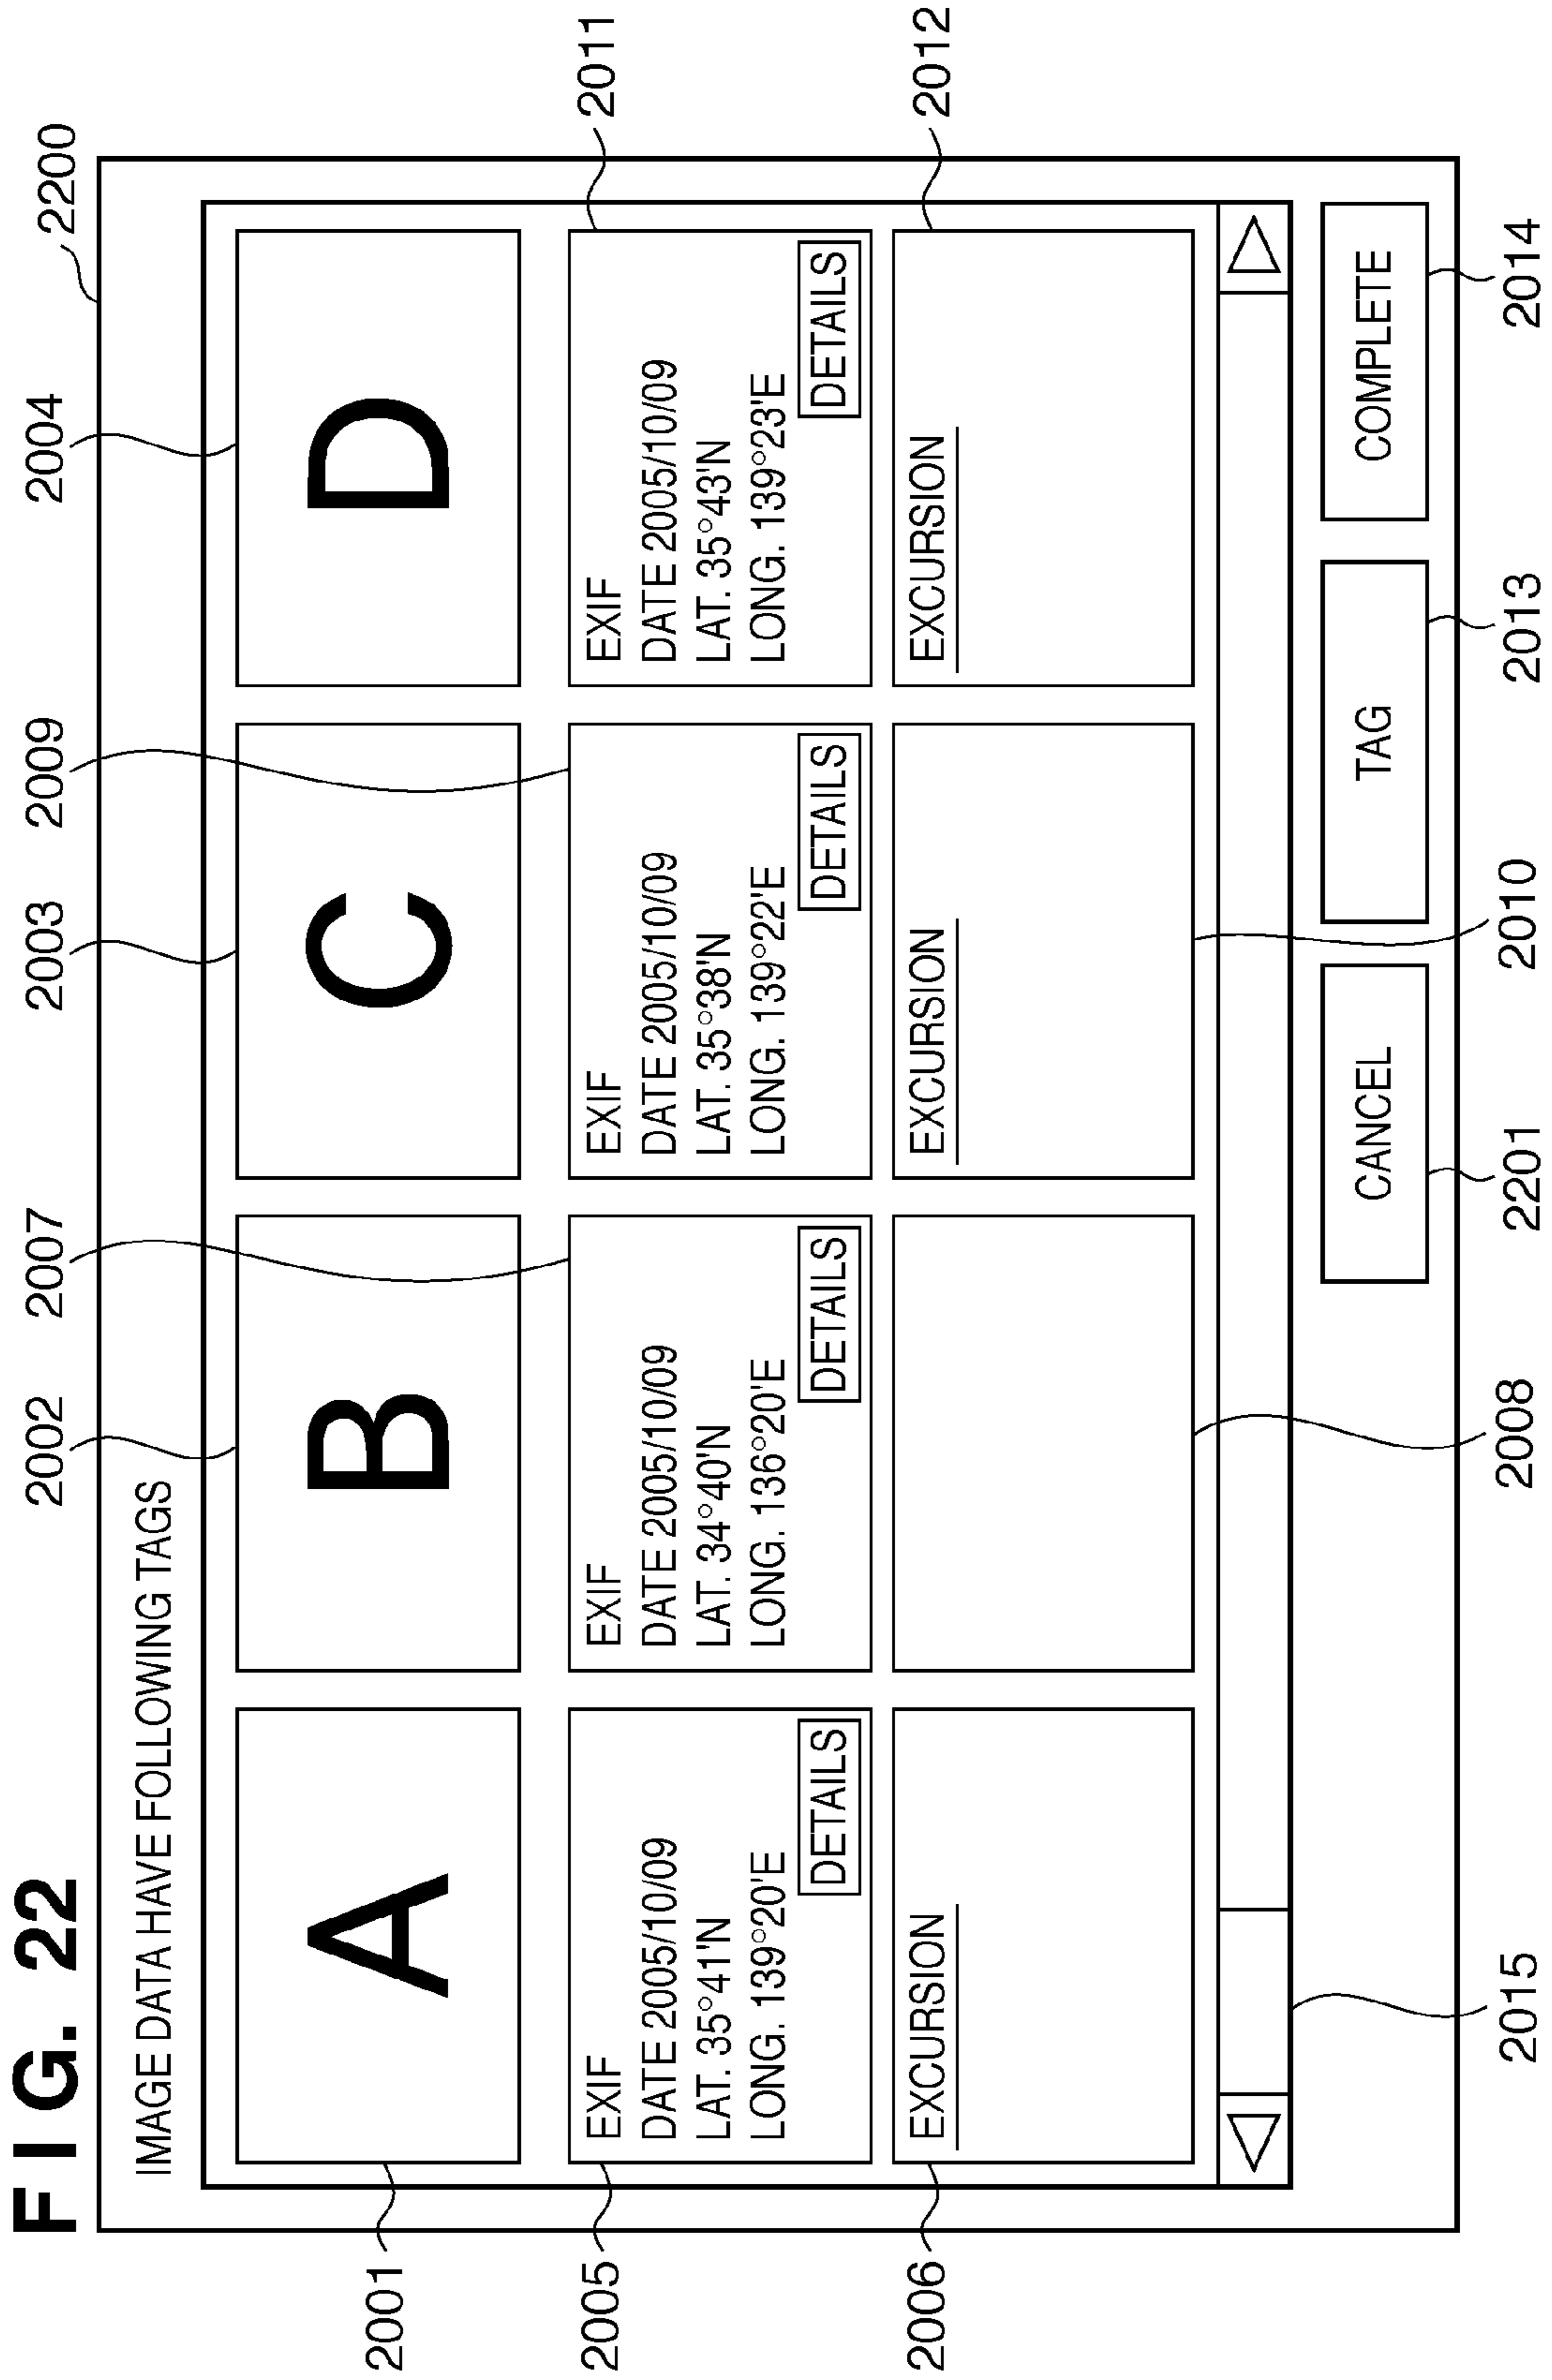 FIG. 22
2200
IMAGE DATA HAVE FOLLOWING TAGS
2002 2007 2003 2009 2004
2001
A B C D
2005
EXIF
DATE 2005/10/09
LAT. 35°41'N
LONG. 139°20'E
DETAILS
EXIF
DATE 2005/10/09
LAT. 34°40'N
LONG. 136°20'E
DETAILS
EXIF
DATE 2005/10/09
LAT. 35°38'N
LONG. 139°22'E
DETAILS
EXIF
DATE 2005/10/09
LAT. 35°43'N
LONG. 139°23'E
DETAILS
2011
2006
EXCURSION
EXCURSION
EXCURSION
2012
CANCEL TAG COMPLETE
2015 2008 2201 2010 2013 2014